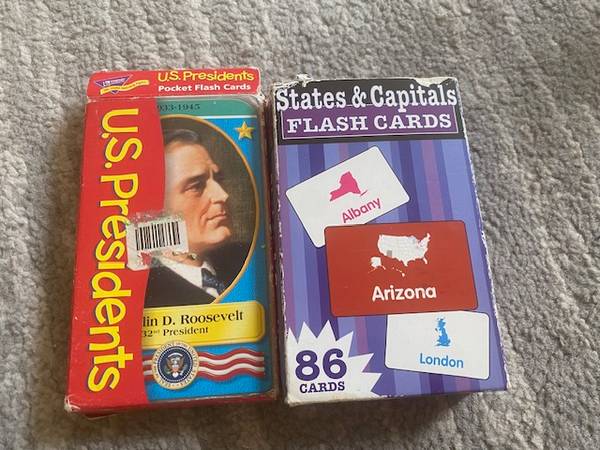 U.S. Presidents
Pocket Flash Cards
933-1945
U.S. Presidents
lin D. Roosevelt
32nd President
States & Capitals
FLASH CARDS
Albany
Arizona
London
86
CARDS